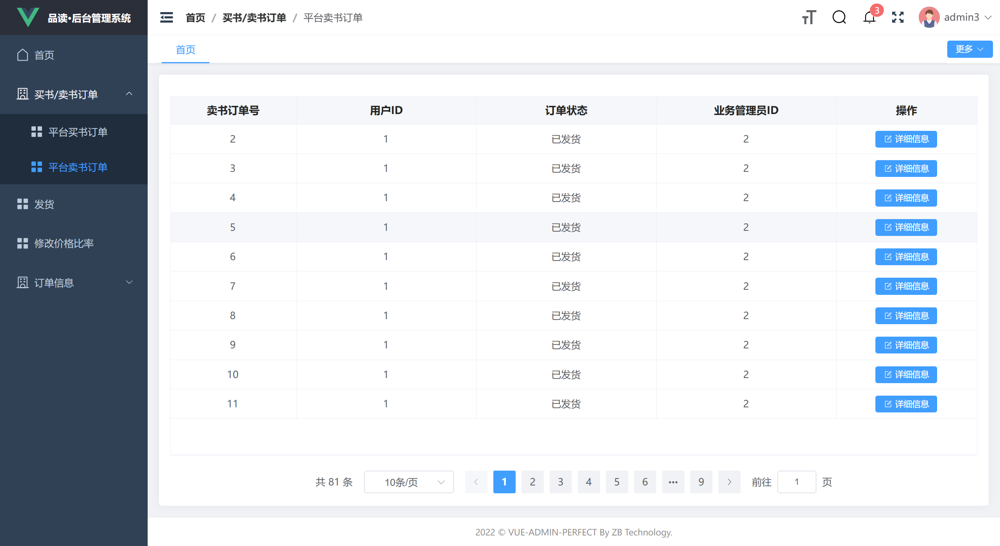 品读•后台管理系统
首页
买书/卖书订单
平台买书订单
平台卖书订单
发货
修改价格比率
订单信息
首页 / 买书/卖书订单 / 平台卖书订单
3
admin3
首页
更多
卖书订单号 用户ID 订单状态 业务管理员ID 操作
2 1 已发货 2 详细信息
3 1 已发货 2 详细信息
4 1 已发货 2 详细信息
5 1 已发货 2 详细信息
6 1 已发货 2 详细信息
7 1 已发货 2 详细信息
8 1 已发货 2 详细信息
9 1 已发货 2 详细信息
10 1 已发货 2 详细信息
11 1 已发货 2 详细信息
共 81 条 10条/页 1 2 3 4 5 6 ••• 9 前往 1 页
2022 © VUE-ADMIN-PERFECT By ZB Technology.